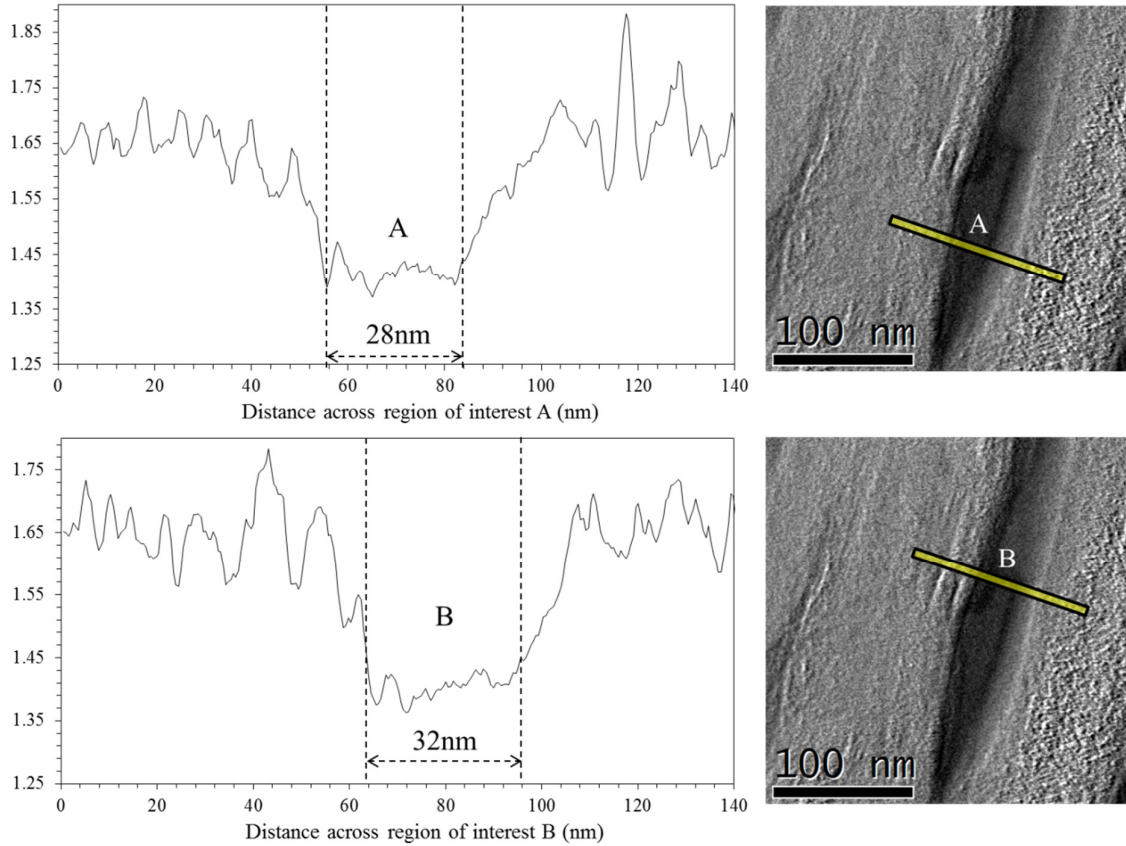 1.85
1.75
1.65
1.55
1.45
1.35
1.25
A
28nm
0 20 40 60 80 100 120 140
Distance across region of interest A (nm)
A
100 nm
1.75
1.65
1.55
1.45
1.35
1.25
B
32nm
0 20 40 60 80 100 120 140
Distance across region of interest B (nm)
B
100 nm